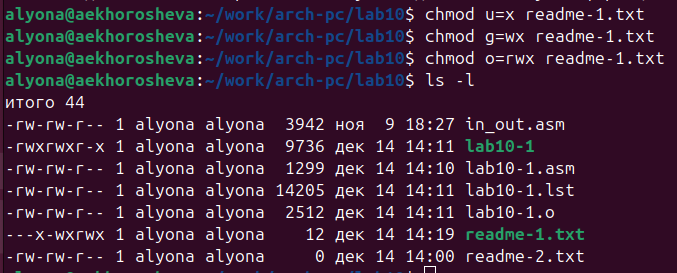 alyona@aekhorosheva:~/work/arch-pc/lab10$ chmod u=x readme-1.txt
alyona@aekhorosheva:~/work/arch-pc/lab10$ chmod g=wx readme-1.txt
alyona@aekhorosheva:~/work/arch-pc/lab10$ chmod o=rwx readme-1.txt
alyona@aekhorosheva:~/work/arch-pc/lab10$ ls -l
итого 44
-rw-rw-r-- 1 alyona alyona  3942 ноя  9 18:27 in_out.asm
-rwxrwxr-x 1 alyona alyona  9736 дек 14 14:11 lab10-1
-rw-rw-r-- 1 alyona alyona  1299 дек 14 14:10 lab10-1.asm
-rw-rw-r-- 1 alyona alyona 14205 дек 14 14:11 lab10-1.lst
-rw-rw-r-- 1 alyona alyona  2512 дек 14 14:11 lab10-1.o
---x-wxrwx 1 alyona alyona    12 дек 14 14:19 readme-1.txt
-rw-rw-r-- 1 alyona alyona     0 дек 14 14:00 readme-2.txt